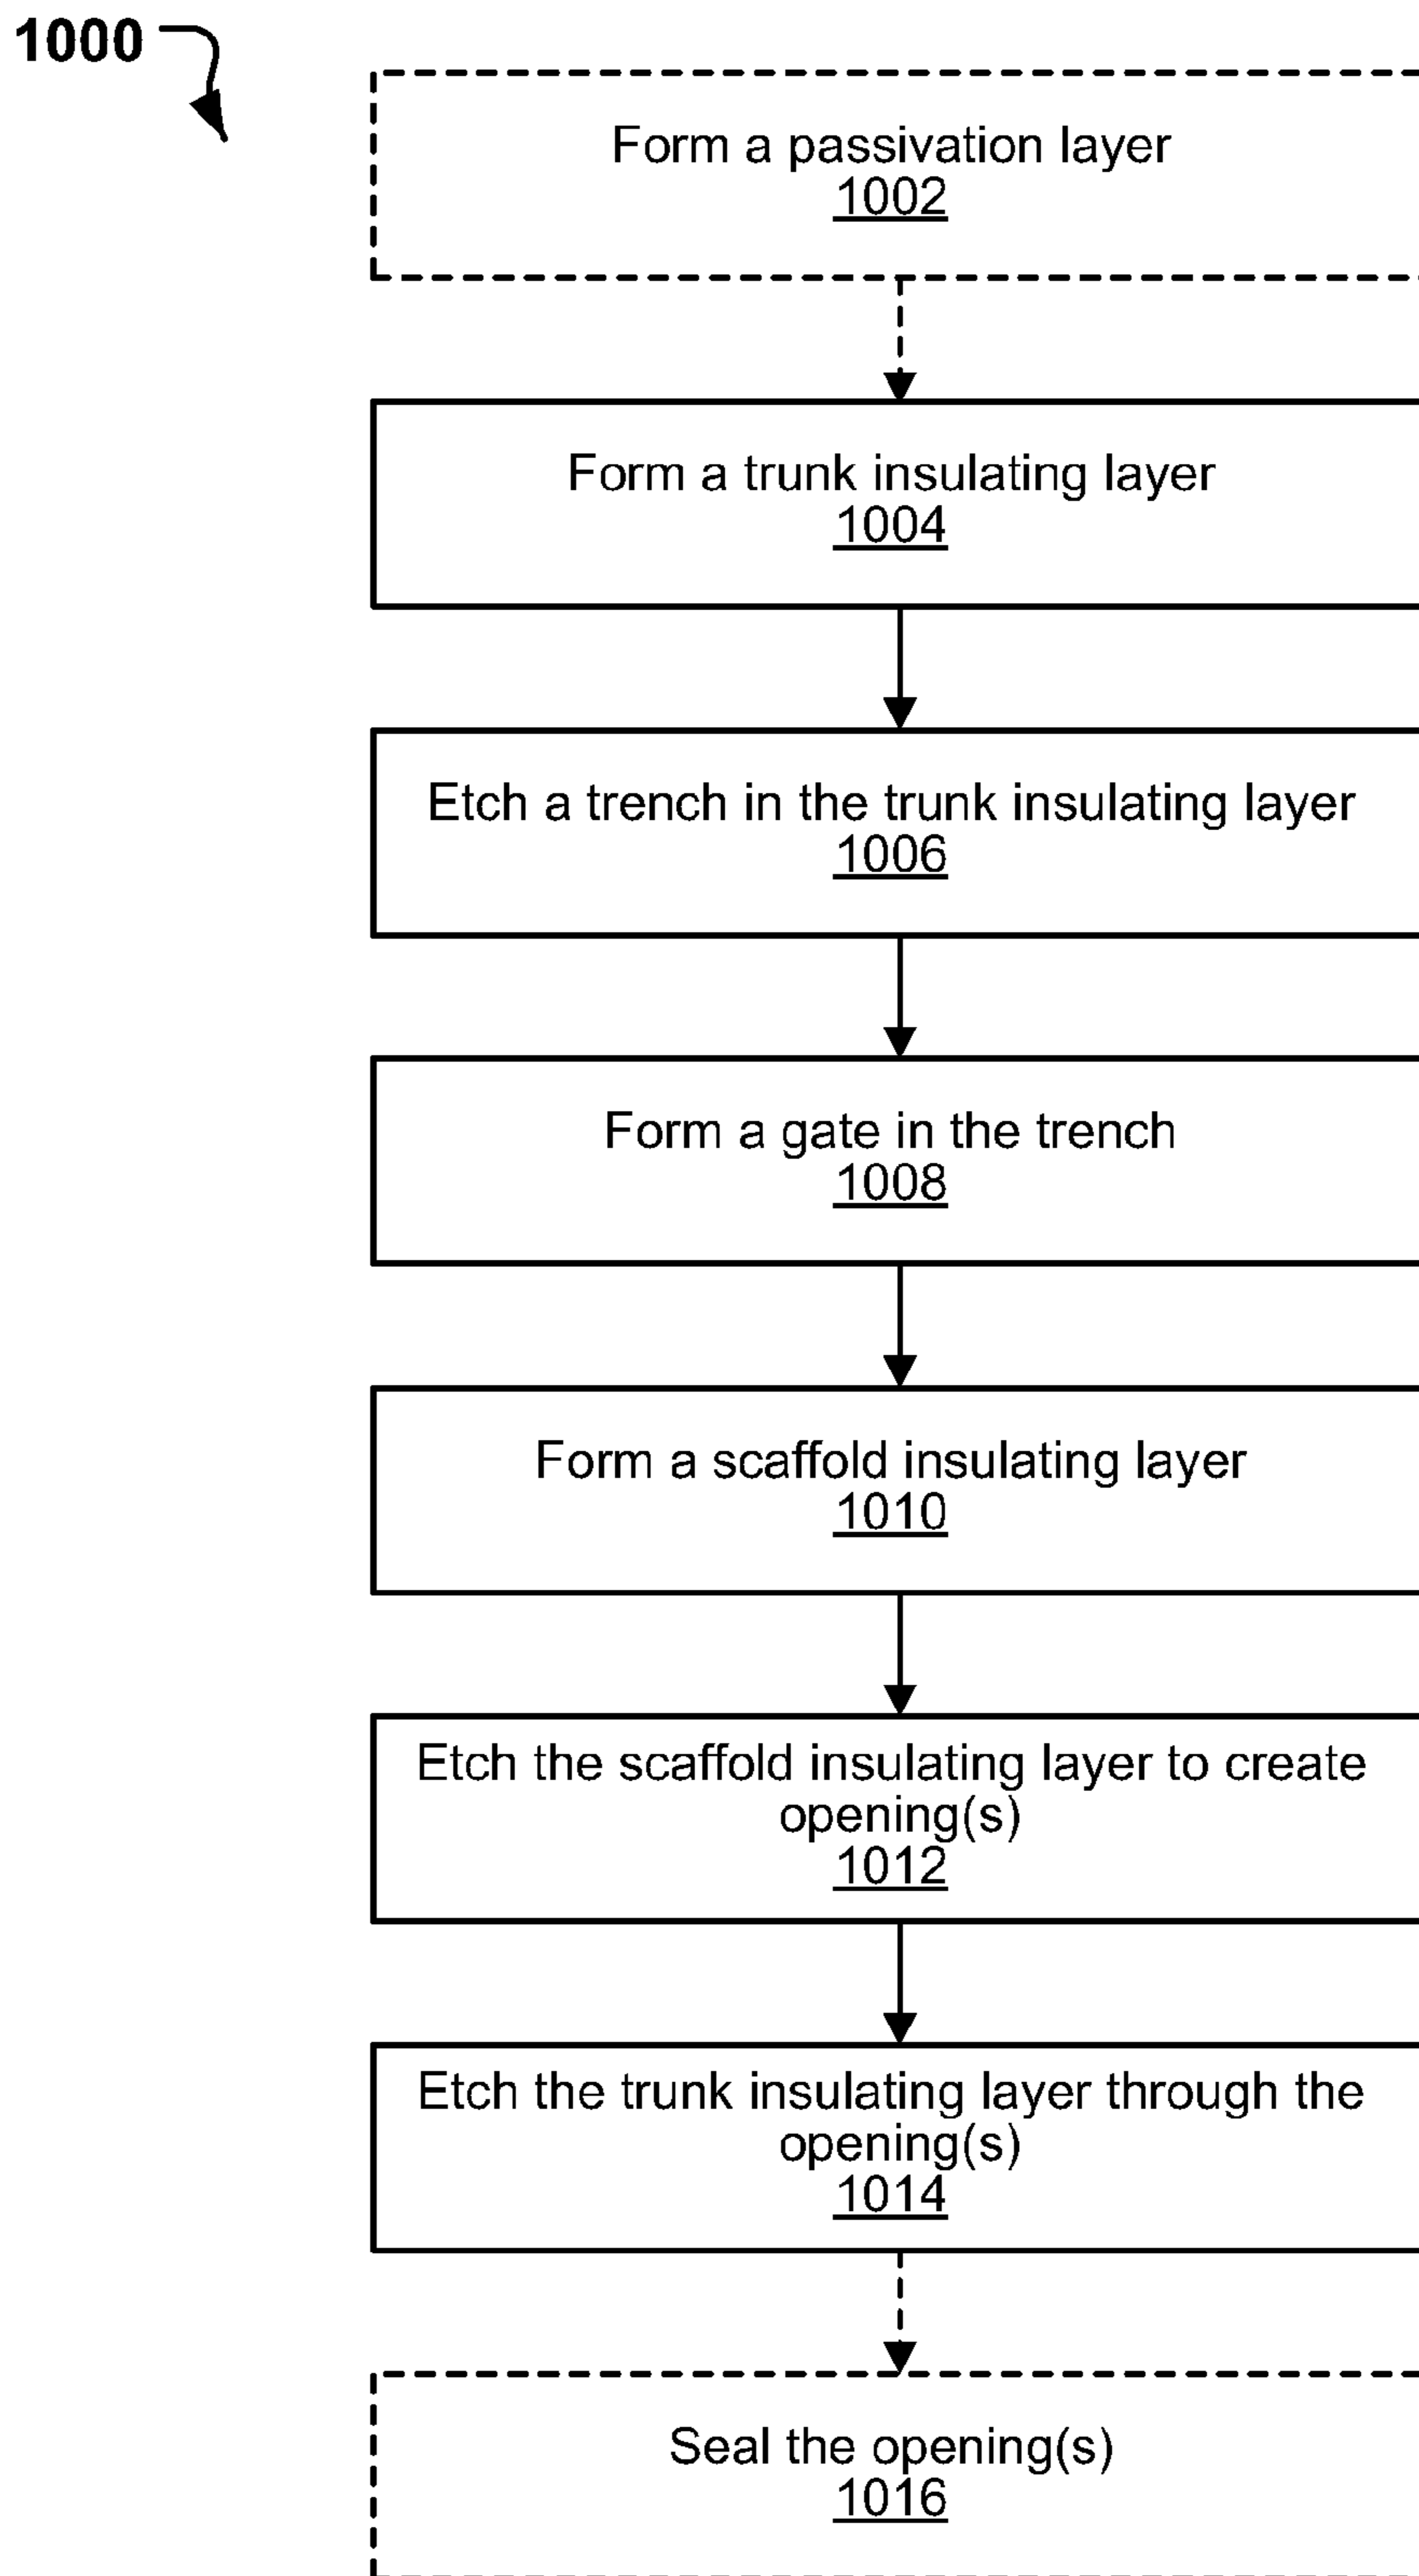 1000
Form a passivation layer
1002
Form a trunk insulating layer
1004
Etch a trench in the trunk insulating layer
1006
Form a gate in the trench
1008
Form a scaffold insulating layer
1010
Etch the scaffold insulating layer to create
opening(s)
1012
Etch the trunk insulating layer through the
opening(s)
1014
Seal the opening(s)
1016